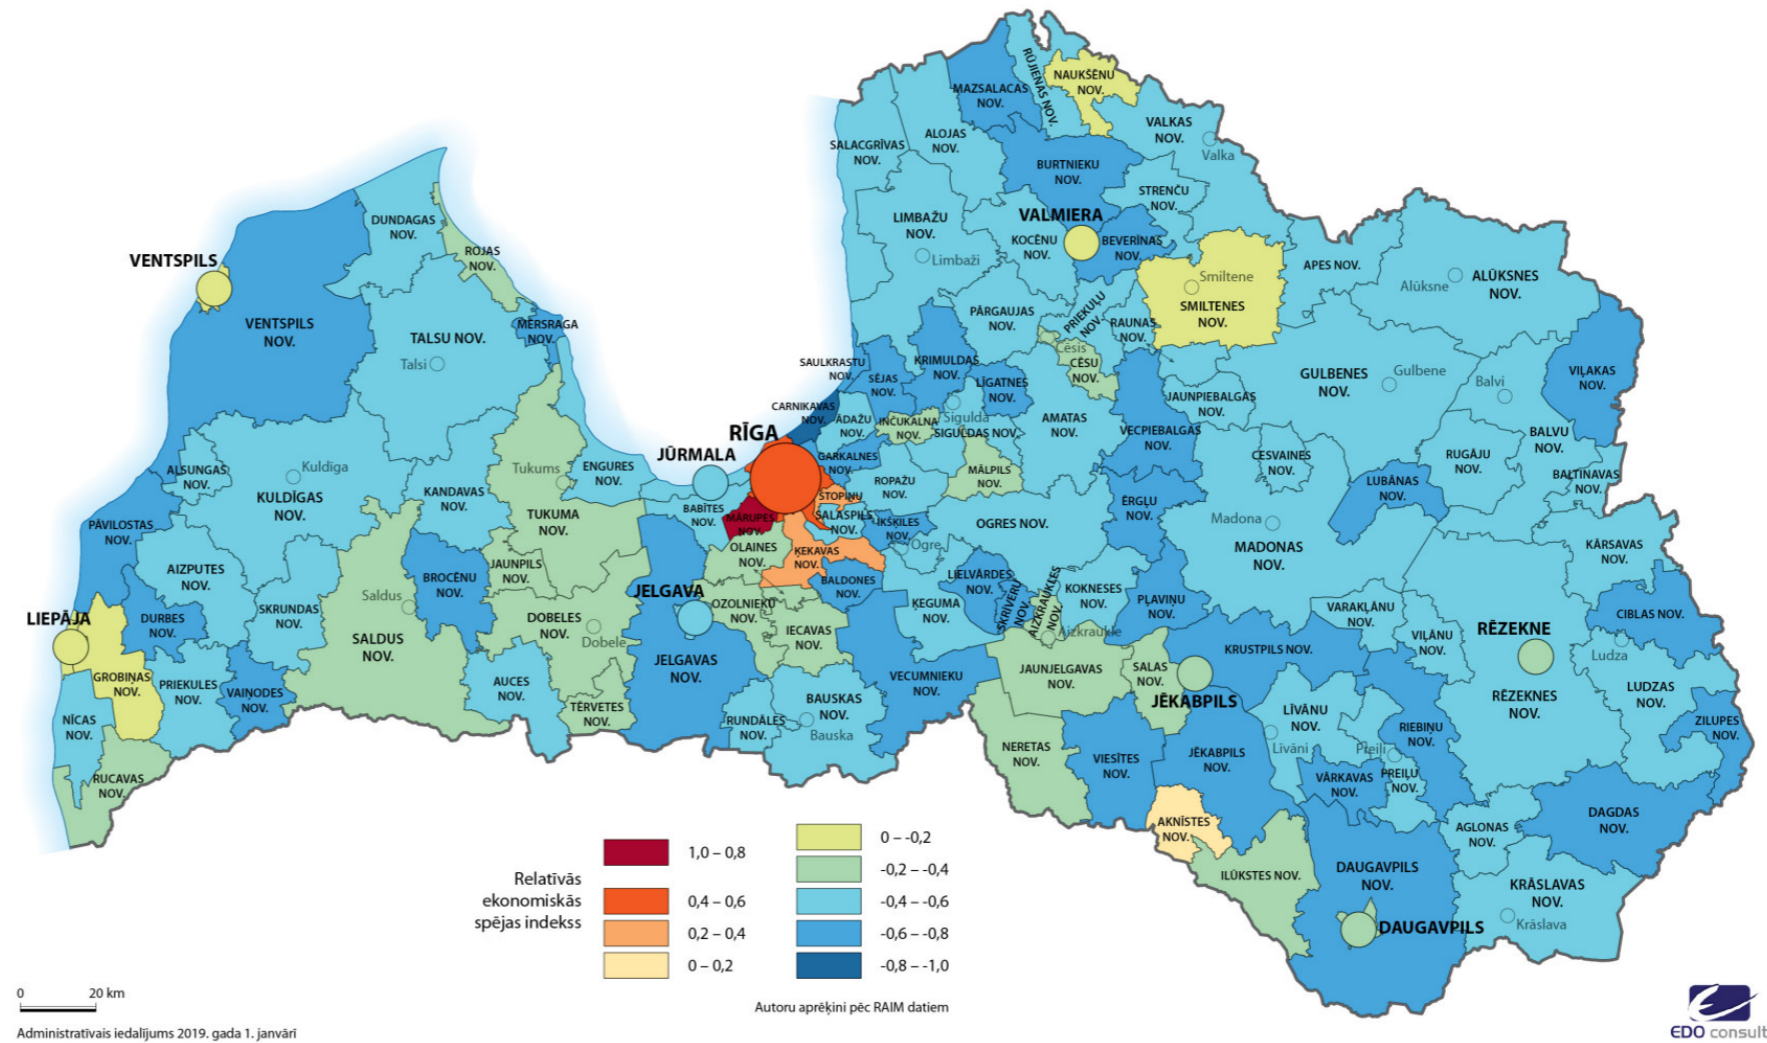 RŪJIENAS NOV.
NAUKŠĒNU
NOV.
MAZSALACAS
NOV.
VALKAS
NOV.
Valka
ALOJAS
NOV.
SALACGRĪVAS
NOV.
BURTNIEKU
NOV.
STRENČU
NOV.
VALMIERA
LIMBAŽU
NOV.
Limbaži
KOCĒNU
NOV.
BEVERĪNAS
NOV.
DUNDAGAS
NOV.
ROJAS
NOV.
VENTSPILS
VENTSPILS
NOV.
MĒRSRAGA
NOV.
TALSU NOV.
Talsi
Smiltene
SMILTENES
NOV.
APES NOV.
Alūksne
ALŪKSNES
NOV.
PĀRGAUJAS
NOV.
PRIEKUĻU
NOV.
RAUNAS
NOV.
Cēsis
CĒSU
NOV.
SAULKRASTU
NOV.
SĒJAS
NOV.
KRIMULDAS
NOV.
LĪGATNES
NOV.
GULBENES
NOV.
Gulbene
Balvi
VIĻAKAS
NOV.
CARNIKAVAS
NOV.
ĀDAŽU
NOV.
INČUKALNA
NOV.
Sigulda
SIGULDAS NOV.
AMATAS
NOV.
JAUNPIEBALGAS
NOV.
VECPIEBALGAS
NOV.
BALVU
NOV.
RĪGA
JŪRMALA
GARKALNES
NOV.
ROPAŽU
NOV.
MĀLPILS
NOV.
CESVAINES
NOV.
RUGĀJU
NOV.
BALTINAVAS
NOV.
LUBĀNAS
NOV.
ALSUNGAS
NOV.
Kuldīga
KULDĪGAS
NOV.
KANDAVAS
NOV.
Tukums
TUKUMA
NOV.
ENGURES
NOV.
BABĪTES
NOV.
MĀRUPES
NOV.
STOPIŅU
NOV.
SALASPILS
NOV.
IKŠĶILES
NOV.
OGRES NOV.
Ogre
ĒRGĻU
NOV.
Madona
MADONAS
NOV.
PĀVILOSTAS
NOV.
AIZPUTES
NOV.
BROCĒNU
NOV.
JAUNPILS
NOV.
OLAINES
NOV.
ĶEKAVAS
NOV.
BALDONES
NOV.
LIELVĀRDES
NOV.
SKRĪVERU
NOV.
AIZKRAUKLES
NOV.
Aizkraukle
KOKNESES
NOV.
PĻAVIŅU
NOV.
KĀRSAVAS
NOV.
CIBLAS NOV.
LIEPĀJA
DURBES
NOV.
SKRUNDAS
NOV.
Saldus
SALDUS
NOV.
DOBELES
NOV.
Dobele
JELGAVA
OZOLNIEKU
NOV.
IECAVAS
NOV.
ĶEGUMA
NOV.
VARAKĻĀNU
NOV.
VIĻĀNU
NOV.
RĒZEKNE
RĒZEKNES
NOV.
Ludza
LUDZAS
NOV.
ZILUPES
NOV.
GROBIŅAS
NOV.
PRIEKULES
NOV.
VAIŅODES
NOV.
NĪCAS
NOV.
RUCAVAS
NOV.
AUCES
NOV.
TĒRVETES
NOV.
JELGAVAS
NOV.
RUNDĀLES
NOV.
BAUSKAS
NOV.
Bauska
VECUMNIEKU
NOV.
JAUNJELGAVAS
NOV.
SALAS
NOV.
JĒKABPILS
KRUSTPILS NOV.
NERETAS
NOV.
VIESĪTES
NOV.
JĒKABPILS
NOV.
LĪVĀNU
NOV.
Līvāni
Preiļi
PREIĻU
NOV.
RIEBIŅU
NOV.
VĀRKAVAS
NOV.
AKNĪSTES
NOV.
ILŪKSTES NOV.
AGLONAS
NOV.
DAGDAS
NOV.
DAUGAVPILS
NOV.
DAUGAVPILS
KRĀSLAVAS
NOV.
Krāslava
Relatīvās
ekonomiskās
spējas indekss
1,0 – 0,8
0,4 – 0,6
0,2 – 0,4
0 – 0,2
0 – -0,2
-0,2 – -0,4
-0,4 – -0,6
-0,6 – -0,8
-0,8 – -1,0
Autoru aprēķini pēc RAIM datiem
0 20 km
Administratīvais iedalījums 2019. gada 1. janvārī
EDO consult